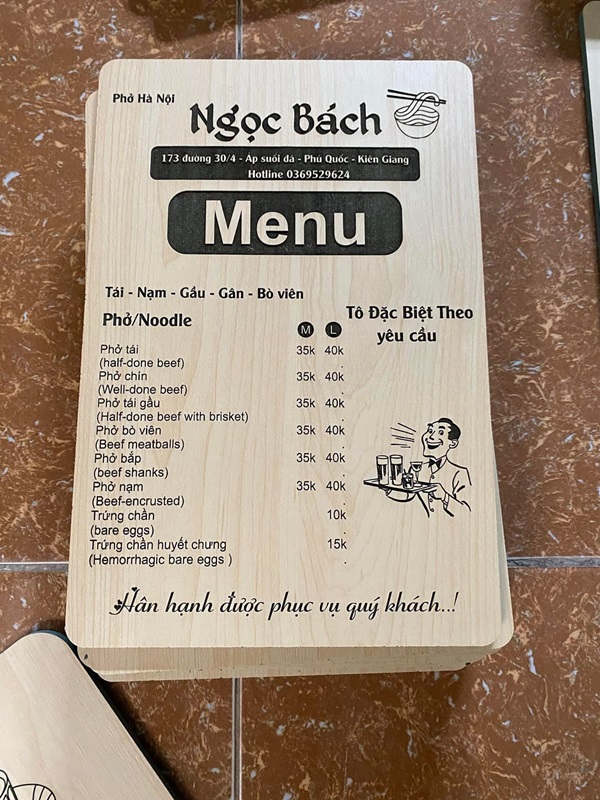 Phở Hà Nội
Ngọc Bách
173 đường 30/4 - Ấp suối đá - Phú Quốc - Kiên Giang
Hotline 0369529624
Menu
Tái - Nạm - Gầu - Gân - Bò viên
Phở/Noodle
M L
Tô Đặc Biệt Theo
yêu cầu
Phở tái 35k 40k
(half-done beef)
Phở chín 35k 40k
(Well-done beef)
Phở tái gầu 35k 40k
(Half-done beef with brisket)
Phở bò viên 35k 40k
(Beef meatballs)
Phở bắp 35k 40k
(beef shanks)
Phở nạm 35k 40k
(Beef-encrusted)
Trứng chần 10k
(bare eggs)
Trứng chần huyết chưng 15k
(Hemorrhagic bare eggs )
Hân hạnh được phục vụ quý khách..!